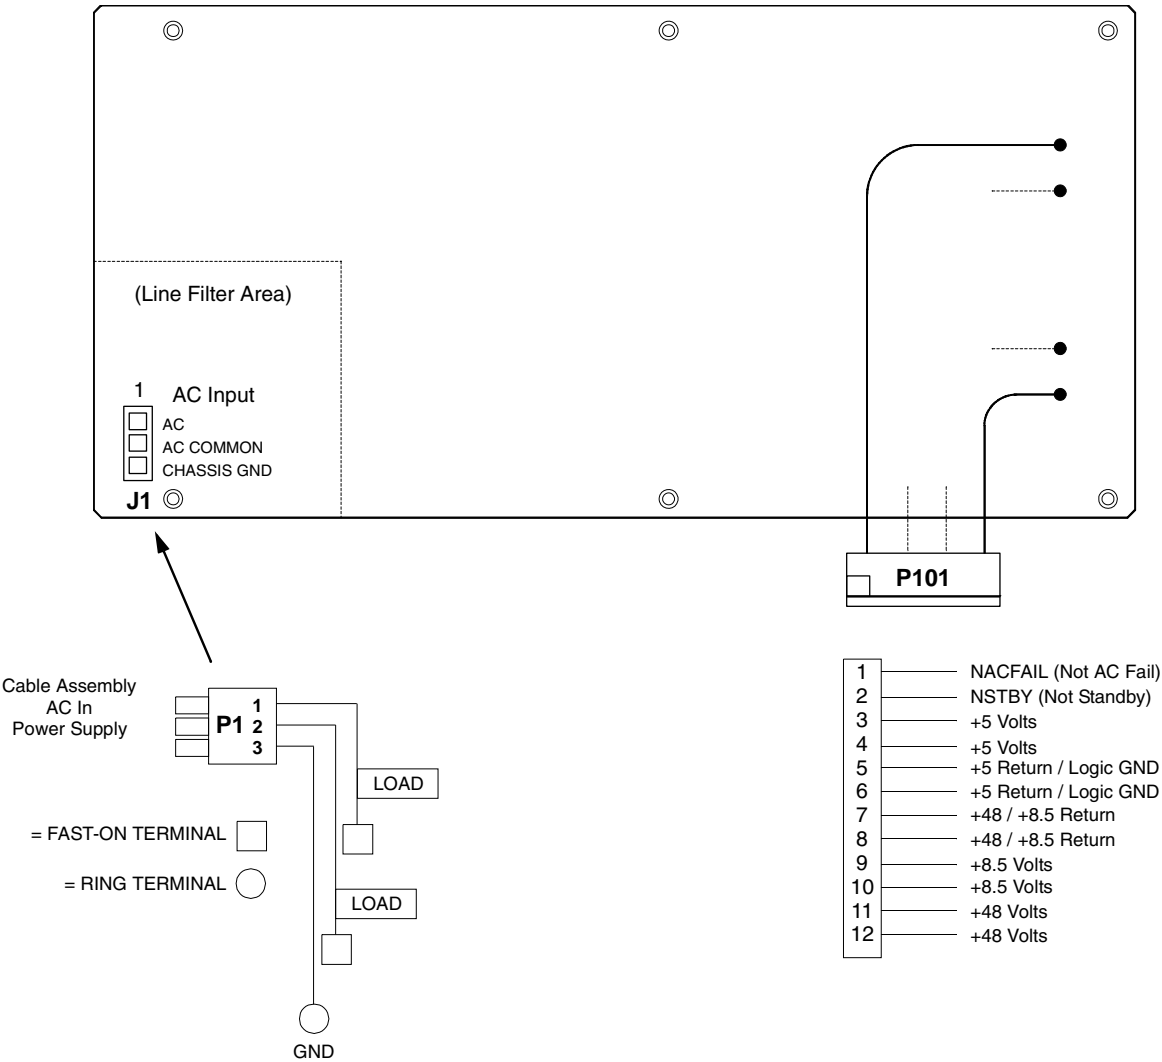 (Line Filter Area)
1
AC Input
AC
AC COMMON
CHASSIS GND
J1
P101
Cable Assembly
AC In
Power Supply
P1
1
2
3
LOAD
= FAST-ON TERMINAL
= RING TERMINAL
LOAD
GND
1 NACFAIL (Not AC Fail)
2 NSTBY (Not Standby)
3 +5 Volts
4 +5 Volts
5 +5 Return / Logic GND
6 +5 Return / Logic GND
7 +48 / +8.5 Return
8 +48 / +8.5 Return
9 +8.5 Volts
10 +8.5 Volts
11 +48 Volts
12 +48 Volts